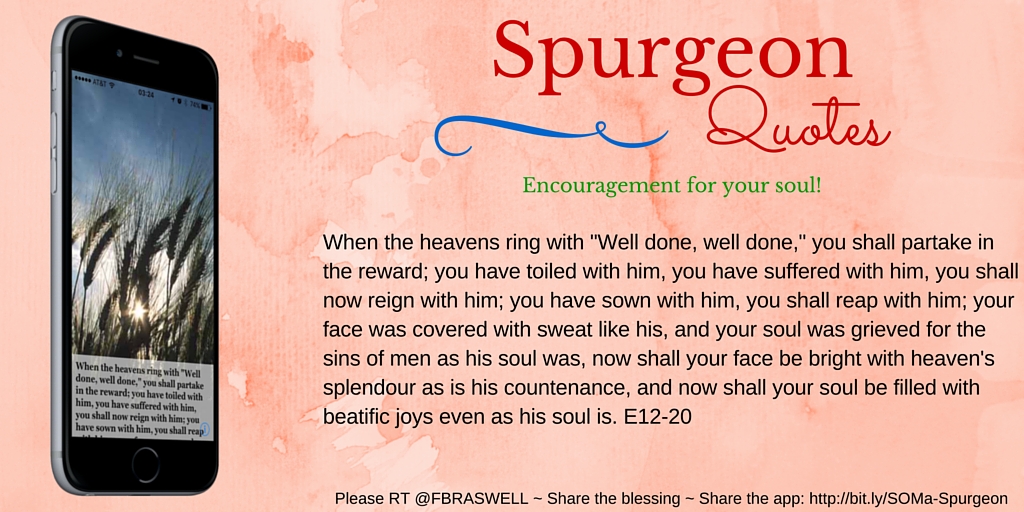 AT&T
03:24
74%
When the heavens ring with "Well
done, well done," you shall partake
in the reward; you have toiled with
him, you have suffered with him,
you shall now reign with him; you
have sown with him, you shall reap
Spurgeon
Quotes
Encouragement for your soul!
When the heavens ring with "Well done, well done," you shall partake in
the reward; you have toiled with him, you have suffered with him, you shall
now reign with him; you have sown with him, you shall reap with him; your
face was covered with sweat like his, and your soul was grieved for the
sins of men as his soul was, now shall your face be bright with heaven's
splendour as is his countenance, and now shall your soul be filled with
beatific joys even as his soul is. E12-20
Please RT @FBRASWELL ~ Share the blessing ~ Share the app: http://bit.ly/SOMa-Spurgeon